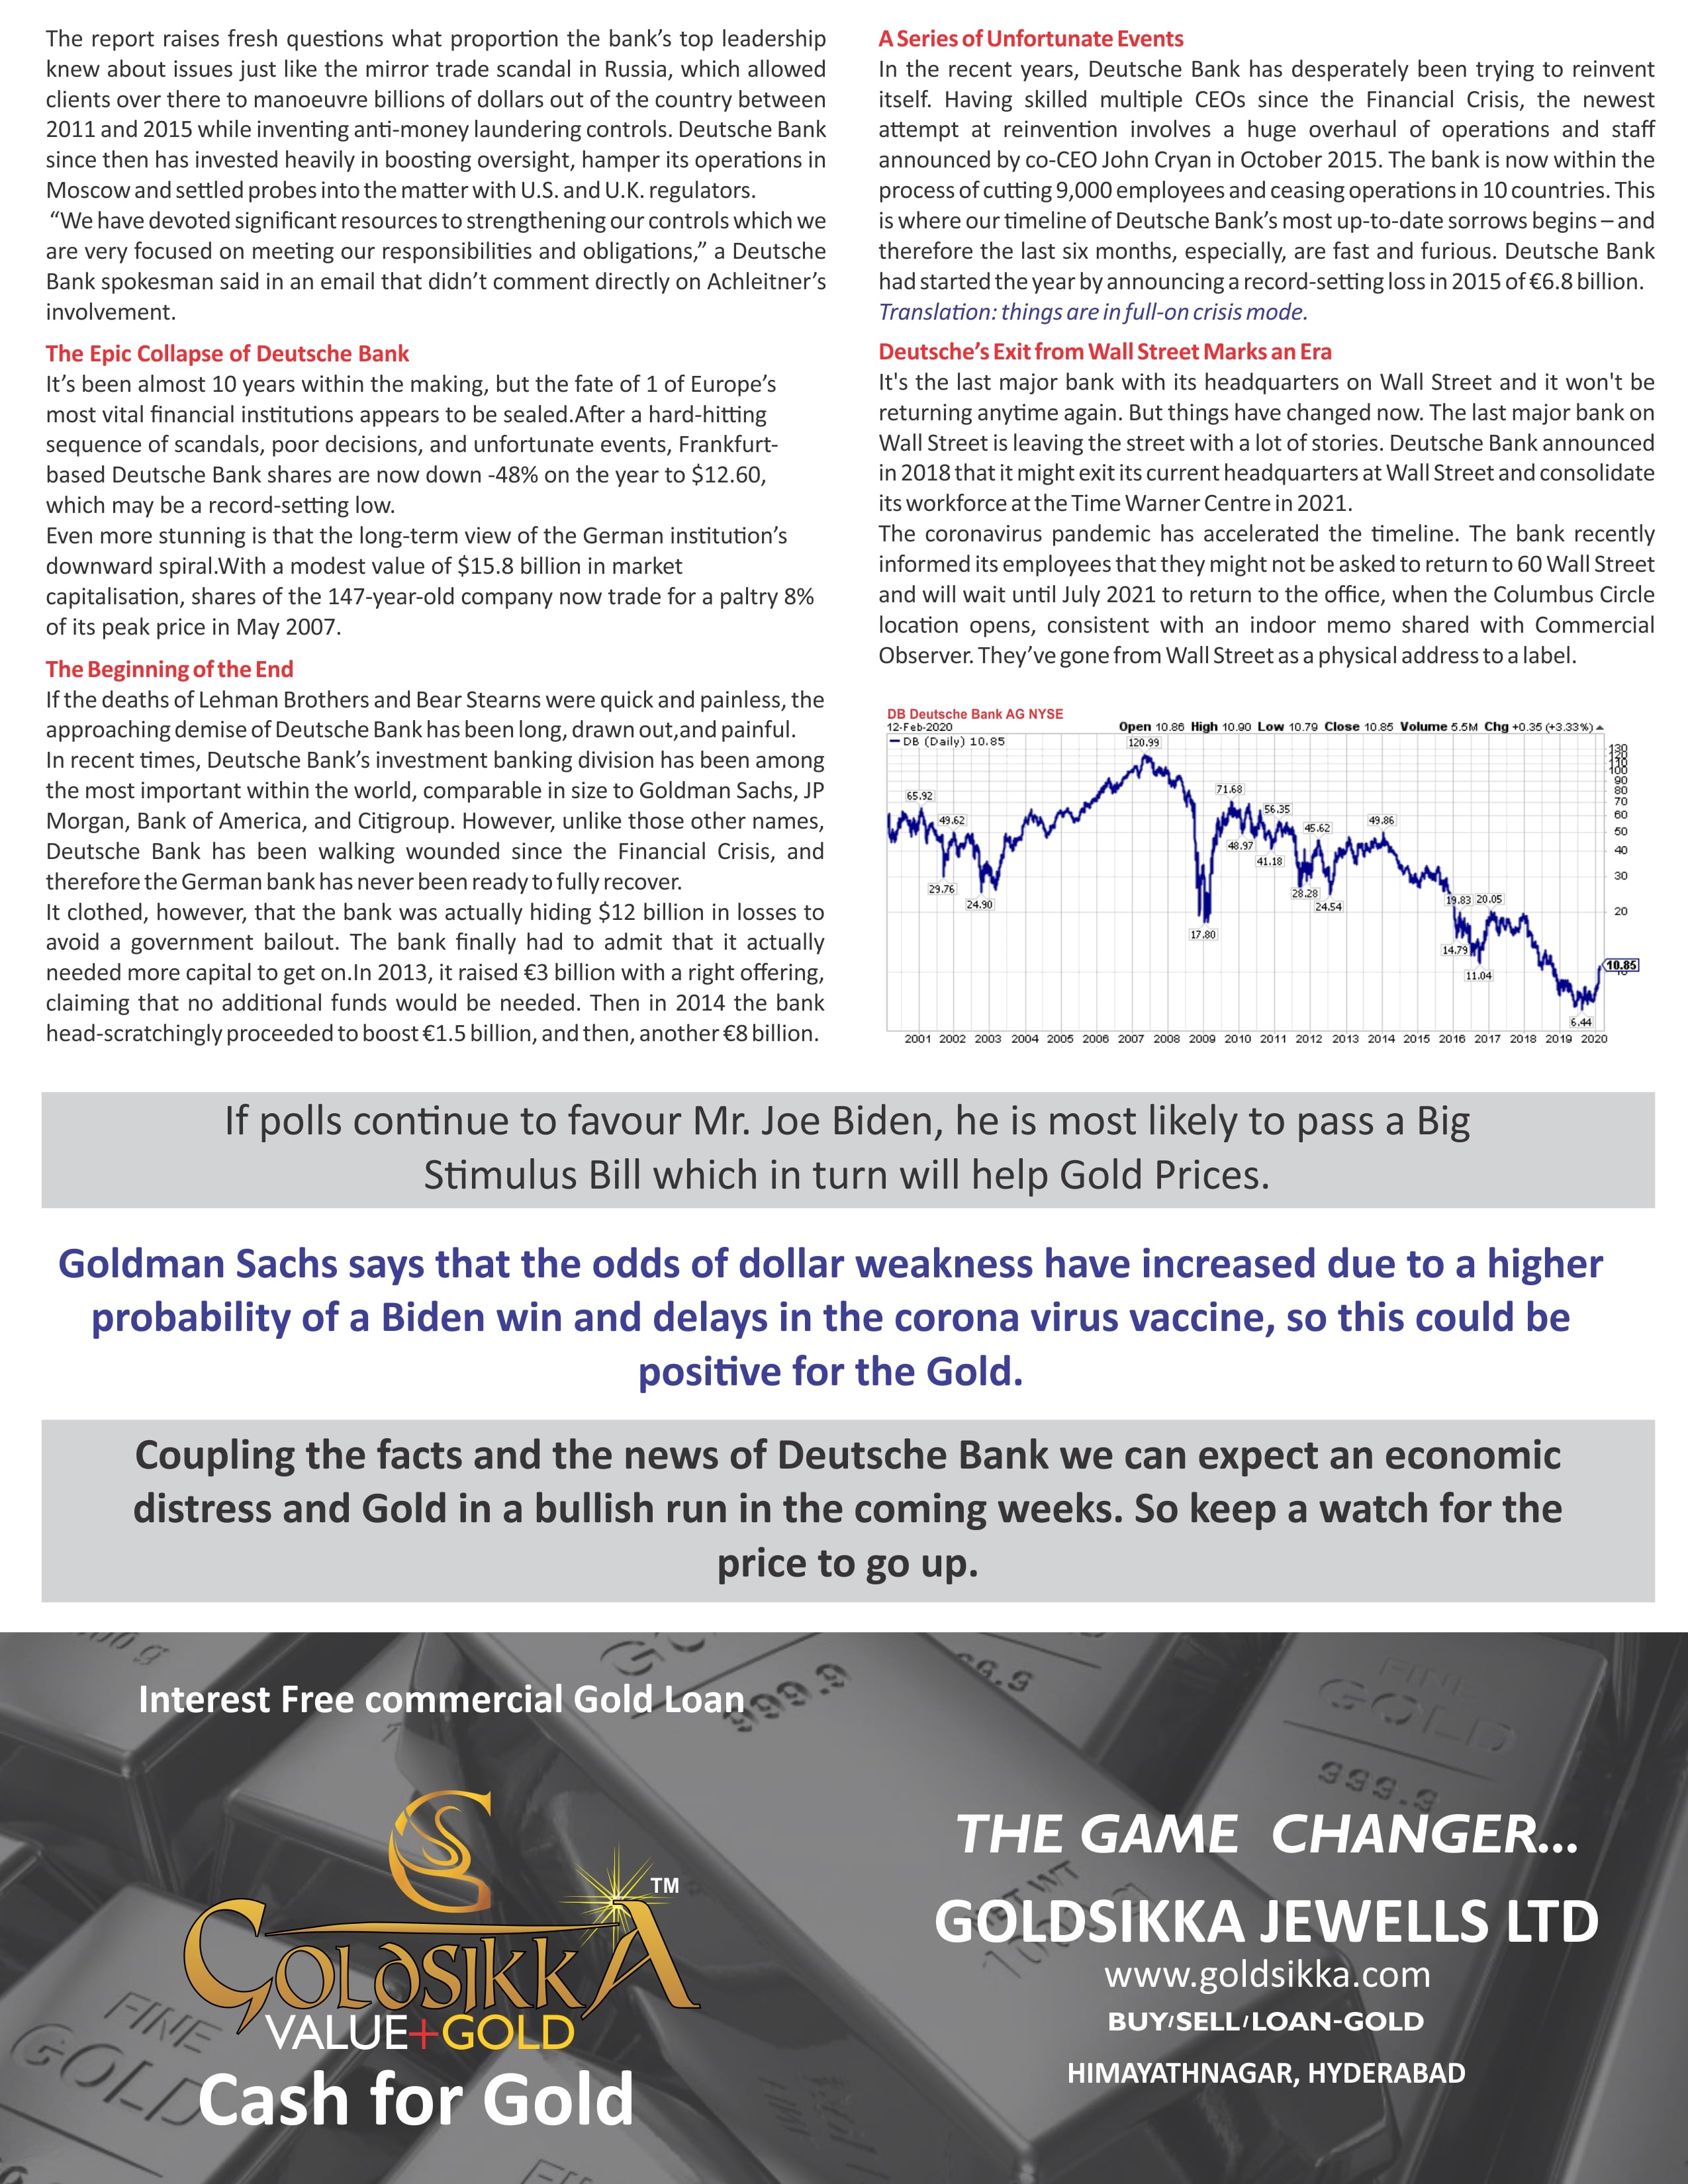 The report raises fresh questions what proportion the bank's top leadership
knew about issues just like the mirror trade scandal in Russia, which allowed
clients over there to manoeuvre billions of dollars out of the country between
2011 and 2015 while inventing anti-money laundering controls. Deutsche Bank
since then has invested heavily in boosting oversight, hamper its operations in
Moscow and settled probes into the matter with U.S. and U.K. regulators.
“We have devoted significant resources to strengthening our controls which we
are very focused on meeting our responsibilities and obligations,” a Deutsche
Bank spokesman said in an email that didn’t comment directly on Achleitner’s
involvement.
The Epic Collapse of Deutsche Bank
It’s been almost 10 years within the making, but the fate of 1 of Europe’s
most vital financial institutions appears to be sealed.After a hard-hitting
sequence of scandals, poor decisions, and unfortunate events, Frankfurt-
based Deutsche Bank shares are now down -48% on the year to $12.60,
which may be a record-setting low.
Even more stunning is that the long-term view of the German institution’s
downward spiral.With a modest value of $15.8 billion in market
capitalisation, shares of the 147-year-old company now trade for a paltry 8%
of its peak price in May 2007.
The Beginning of the End
If the deaths of Lehman Brothers and Bear Stearns were quick and painless, the
approaching demise of Deutsche Bank has been long, drawn out,and painful.
In recent times, Deutsche Bank’s investment banking division has been among
the most important within the world, comparable in size to Goldman Sachs, JP
Morgan, Bank of America, and Citigroup. However, unlike those other names,
Deutsche Bank has been walking wounded since the Financial Crisis, and
therefore the German bank has never been ready to fully recover.
It clothed, however, that the bank was actually hiding $12 billion in losses to
avoid a government bailout. The bank finally had to admit that it actually
needed more capital to get on.In 2013, it raised €3 billion with a right offering,
claiming that no additional funds would be needed. Then in 2014 the bank
head-scratchingly proceeded to boost €1.5 billion, and then, another €8 billion.
A Series of Unfortunate Events
In the recent years, Deutsche Bank has desperately been trying to reinvent
itself. Having skilled multiple CEOs since the Financial Crisis, the newest
attempt at reinvention involves a huge overhaul of operations and staff
announced by co-CEO John Cryan in October 2015. The bank is now within the
process of cutting 9,000 employees and ceasing operations in 10 countries. This
is where our timeline of Deutsche Bank’s most up-to-date sorrows begins – and
therefore the last six months, especially, are fast and furious. Deutsche Bank
had started the year by announcing a record-setting loss in 2015 of €6.8 billion.
Translation: things are in full-on crisis mode.
Deutsche’s Exit from Wall Street Marks an Era
It's the last major bank with its headquarters on Wall Street and it won't be
returning anytime again. But things have changed now. The last major bank on
Wall Street is leaving the street with a lot of stories. Deutsche Bank announced
in 2018 that it might exit its current headquarters at Wall Street and consolidate
its workforce at the Time Warner Centre in 2021.
The coronavirus pandemic has accelerated the timeline. The bank recently
informed its employees that they might not be asked to return to 60 Wall Street
and will wait until July 2021 to return to the office, when the Columbus Circle
location opens, consistent with an indoor memo shared with Commercial
Observer. They’ve gone from Wall Street as a physical address to a label.
DB Deutsche Bank AG NYSE
12-Feb-2020 Open 10.86 High 10.90 Low 10.79 Close 10.85 Volume 5.5M Chg +0.35 (+3.33%)
DB (Daily) 10.85
120.99
65.92
49.62
29.76
24.90
17.80
71.68
48.97
56.35
41.18
45.62
28.28
24.54
49.86
19.83 20.05
14.79
11.04
6.44
130
120
110
100
90
80
70
60
50
40
30
20
10.85
10
2001 2002 2003 2004 2005 2006 2007 2008 2009 2010 2011 2012 2013 2014 2015 2016 2017 2018 2019 2020
If polls continue to favour Mr. Joe Biden, he is most likely to pass a Big
Stimulus Bill which in turn will help Gold Prices.
Goldman Sachs says that the odds of dollar weakness have increased due to a higher
probability of a Biden win and delays in the corona virus vaccine, so this could be
positive for the Gold.
Coupling the facts and the news of Deutsche Bank we can expect an economic
distress and Gold in a bullish run in the coming weeks. So keep a watch for the
price to go up.
Interest Free commercial Gold Loan
GOLDSIKKA TM
VALUE+GOLD
Cash for Gold
THE GAME CHANGER...
GOLDSIKKA JEWELLS LTD
www.goldsikka.com
BUY/SELL/LOAN-GOLD
HIMAYATHNAGAR, HYDERABAD
FINE
GOLD
999.9
NET WT
FINE
GOLD
999.9